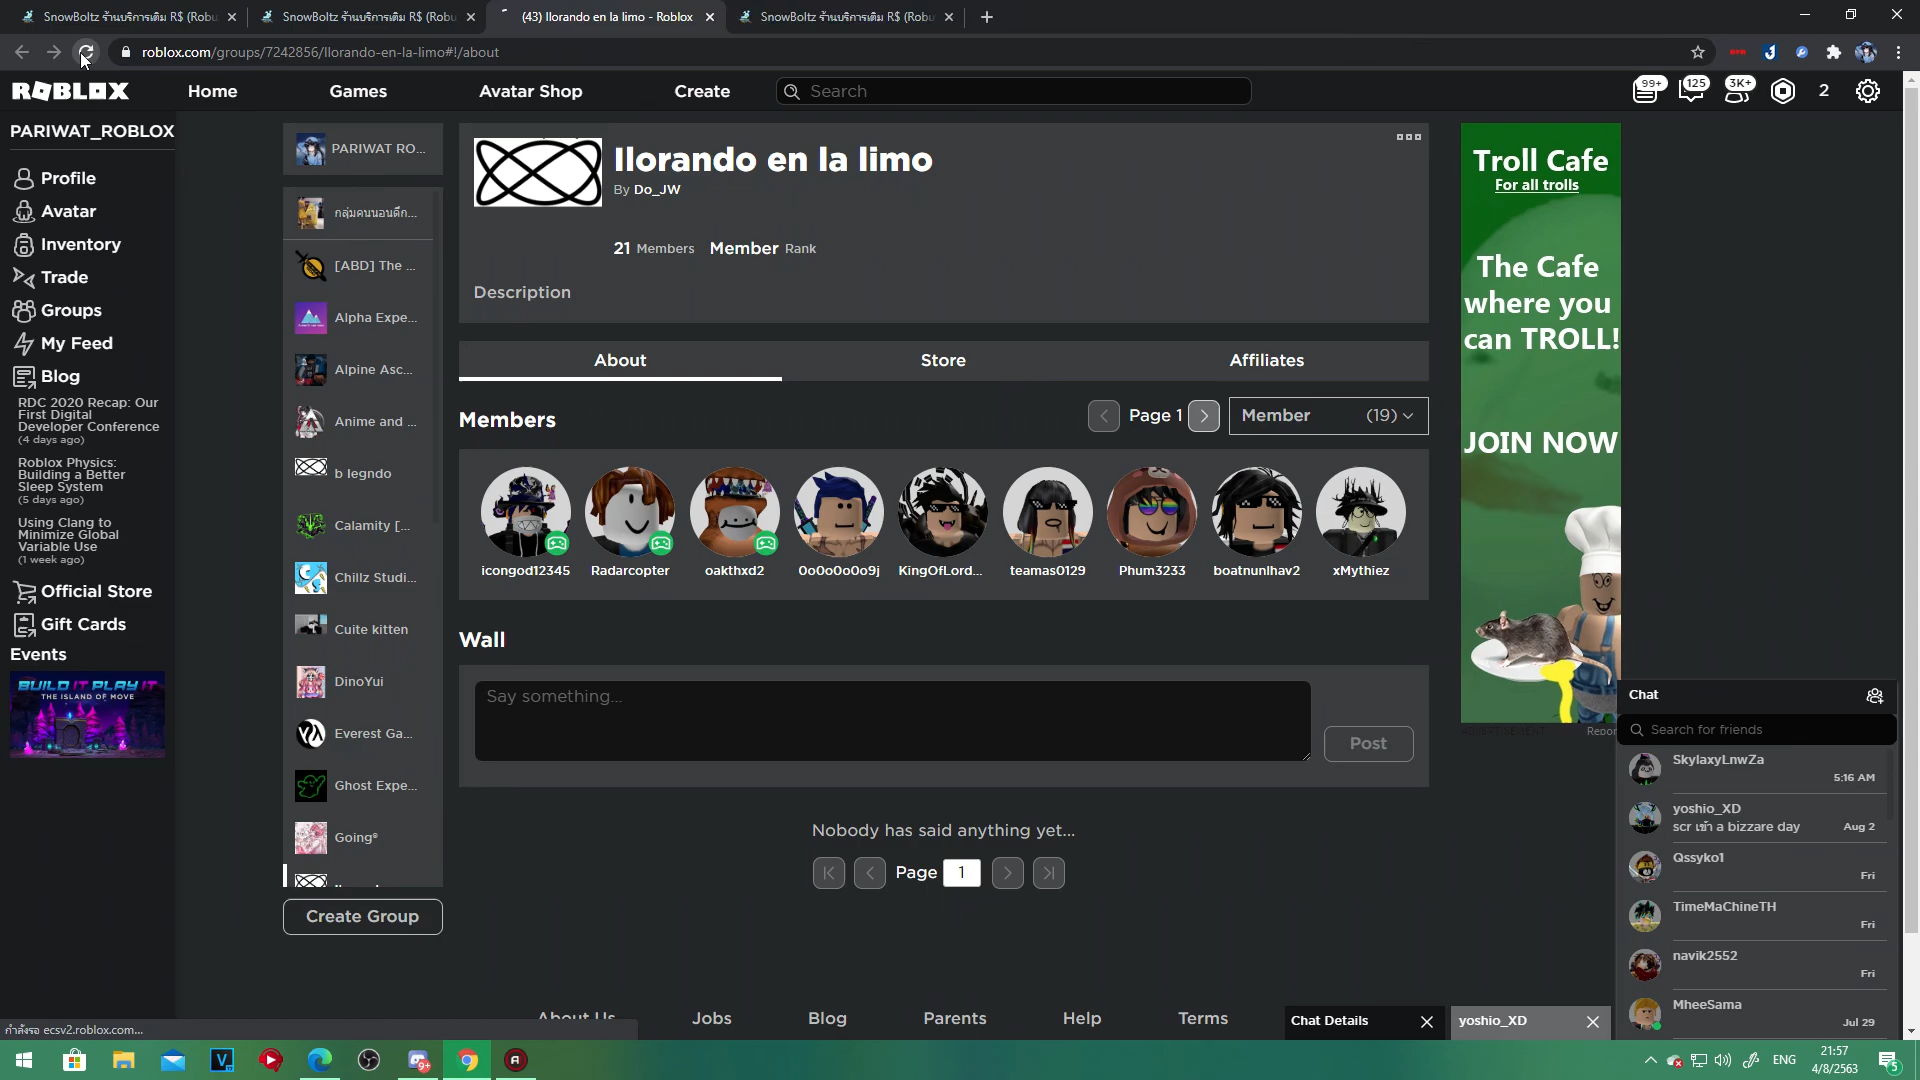 SnowBoltz ร้านบริการเติม R$ (Robu
SnowBoltz ร้านบริการเติม R$ (Robu
(43) llorando en la limo - Roblox
SnowBoltz ร้านบริการเติม R$ (Robu
roblox.com/groups/7242856/llorando-en-la-limo#!/about
ROBLOX
Home
Games
Avatar Shop
Create
Search
99+
125
3K+
2
PARIWAT_ROBLOX
Profile
Avatar
Inventory
Trade
Groups
My Feed
Blog
RDC 2020 Recap: Our
First Digital
Developer Conference
(4 days ago)
Roblox Physics:
Building a Better
Sleep System
(5 days ago)
Using Clang to
Minimize Global
Variable Use
(1 week ago)
Official Store
Gift Cards
Events
BUILD IT PLAY IT
THE ISLAND OF MOVE
PARIWAT RO...
กลุ่มคนนอนดึก...
[ABD] The ...
Alpha Expe...
Alpine Asc...
Anime and ...
b legndo
Calamity [...
Chillz Studi...
Cuite kitten
DinoYui
Everest Ga...
Ghost Expe...
Going®
Create Group
llorando en la limo
By Do_JW
21 Members Member Rank
Description
About
Store
Affiliates
Members
Page 1
Member (19)
icongod12345
Radarcopter
oakthxd2
0o0o0o0o9j
KingOfLord...
teamas0129
Phum3233
boatnunlhav2
xMythiez
Wall
Say something...
Post
Nobody has said anything yet...
Page 1
About Us
Jobs
Blog
Parents
Help
Terms
Troll Cafe
For all trolls
The Cafe
where you
can TROLL!
JOIN NOW
ADVERTISEMENT
Repor
Chat
Search for friends
SkylaxyLnwZa
5:16 AM
yoshio_XD
scr เข้า a bizzare day
Aug 2
Qssyko1
Fri
TimeMaChineTH
Fri
navik2552
Fri
MheeSama
Jul 29
Chat Details
yoshio_XD
กำลังรอ ecsv2.roblox.com...
9+
ENG
21:57
4/8/2563
5